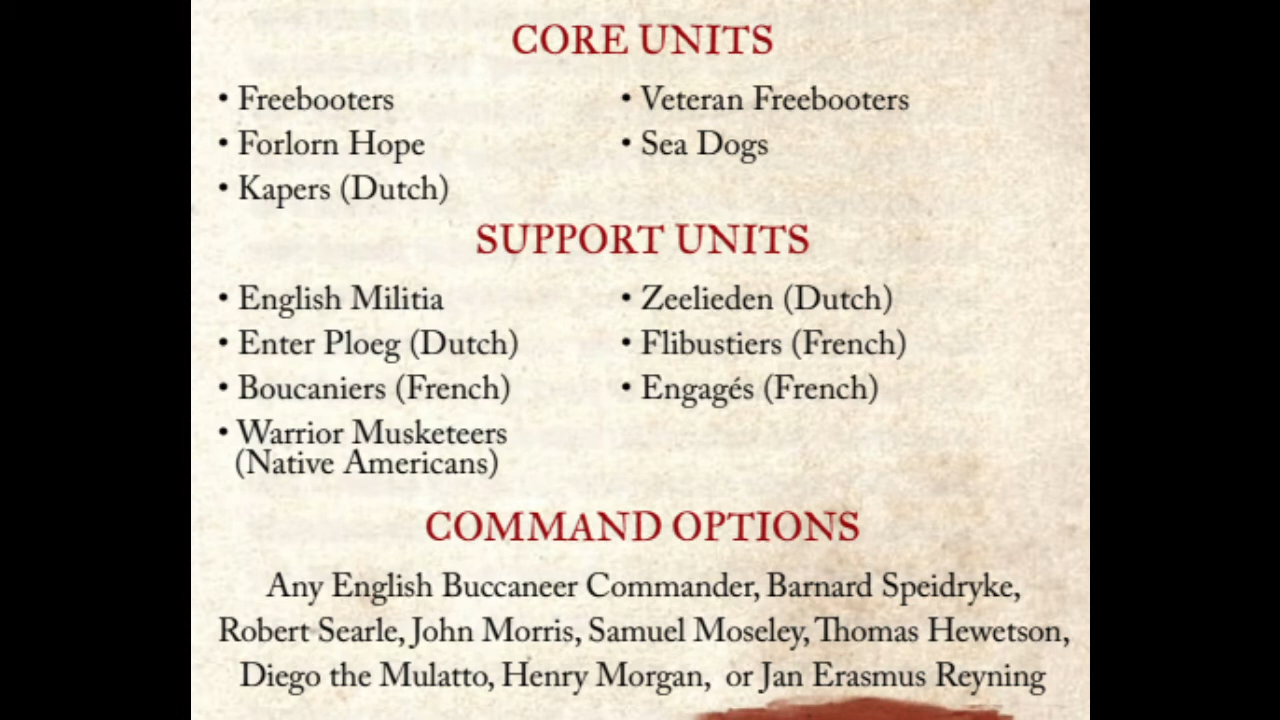 CORE UNITS
• Freebooters
• Veteran Freebooters
• Forlorn Hope
• Sea Dogs
• Kapers (Dutch)
SUPPORT UNITS
• English Militia
• Zeelieden (Dutch)
• Enter Ploeg (Dutch)
• Flibustiers (French)
• Boucaniers (French)
• Engagés (French)
• Warrior Musketeers
(Native Americans)
COMMAND OPTIONS
Any English Buccaneer Commander, Barnard Speidryke,
Robert Searle, John Morris, Samuel Moseley, Thomas Hewetson,
Diego the Mulatto, Henry Morgan, or Jan Erasmus Reyning